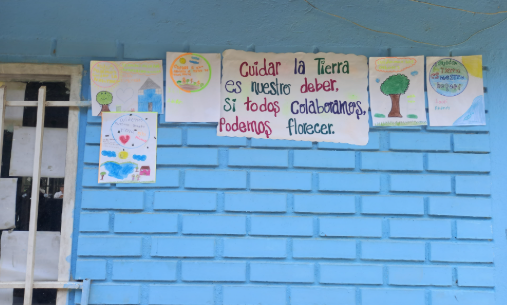 Cuidar la Tierra
es nuestro deber,
Si todos colaboramos,
Podemos florecer.